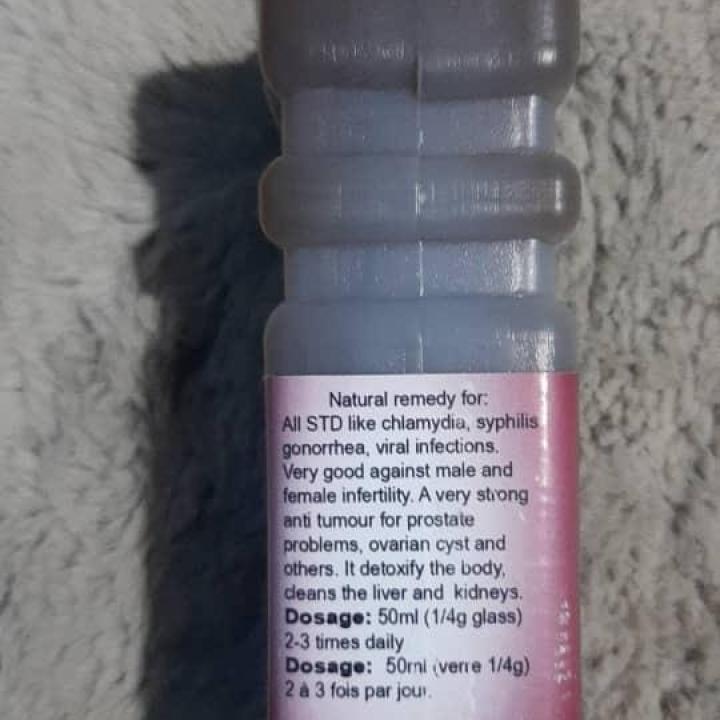 Natural remedy for:
All STD like chlamydia, syphilis
gonorrhea, viral infections.
Very good against male and
female infertility. A very strong
anti tumour for prostate
problems, ovarian cyst and
others. It detoxify the body,
cleans the liver and kidneys.
Dosage: 50ml (1/4g glass)
2-3 times daily
Dosage: 50ml (verre 1/4g)
2 à 3 fois par jour.